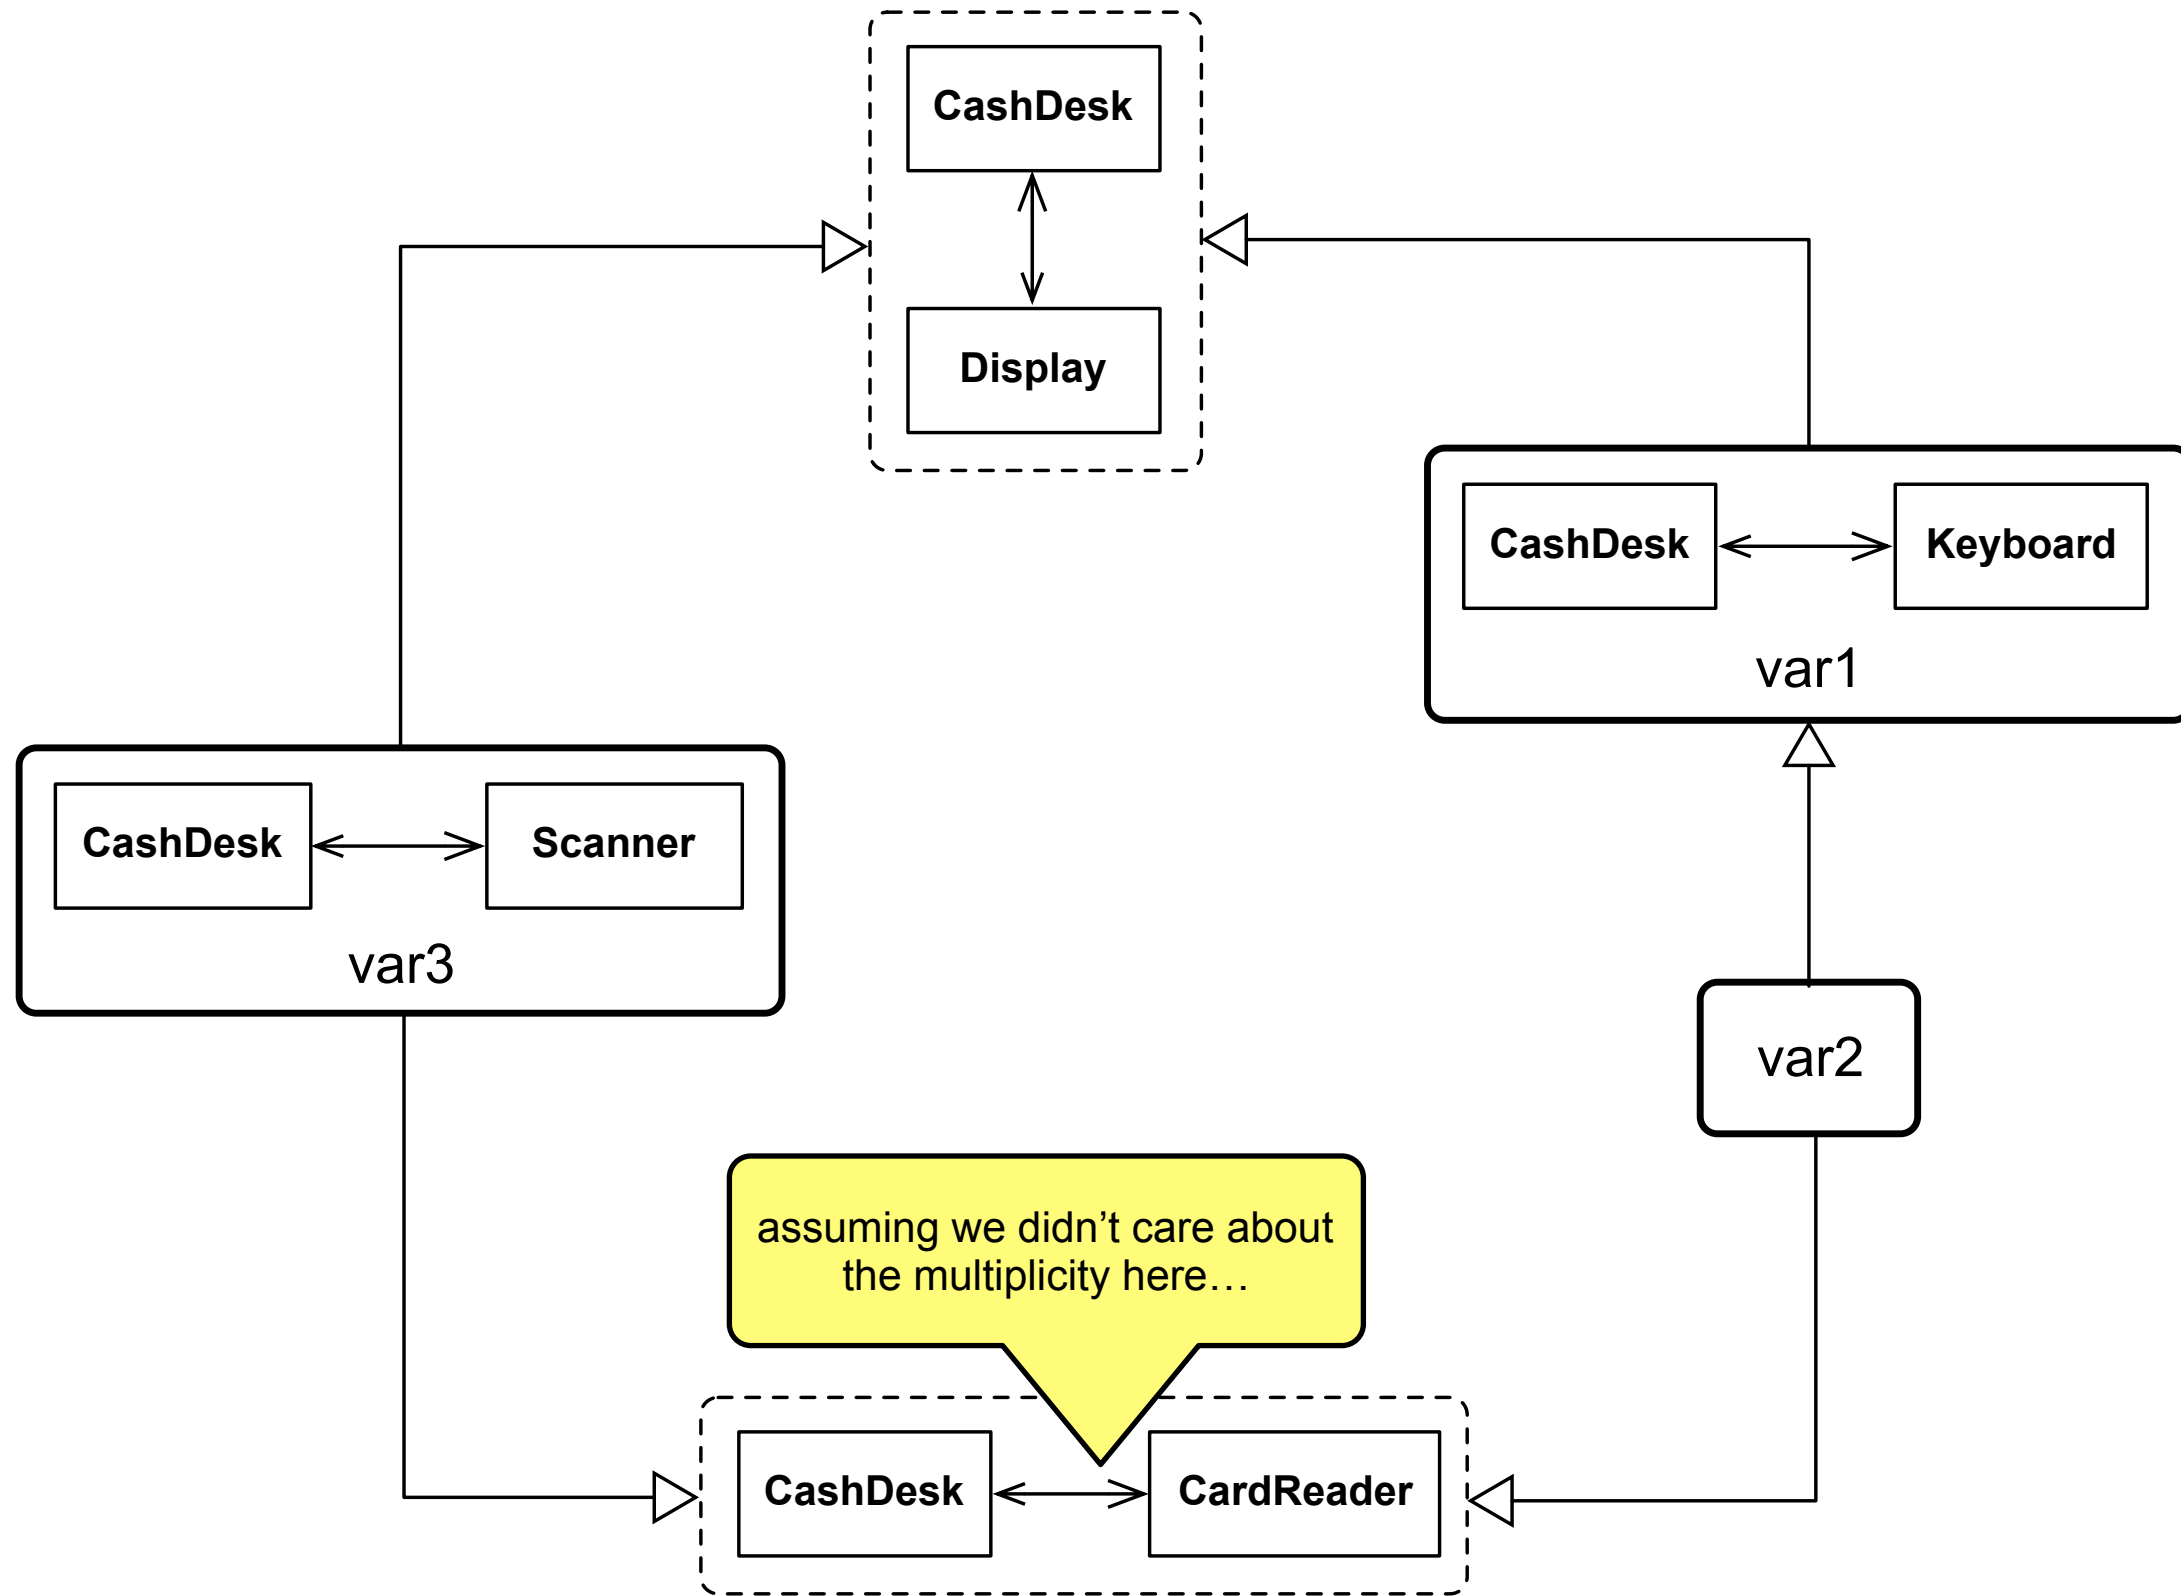 CashDesk
Display
CashDesk
Keyboard
var1
CashDesk
Scanner
var3
var2
assuming we didn’t care about
the multiplicity here…
CashDesk
CardReader